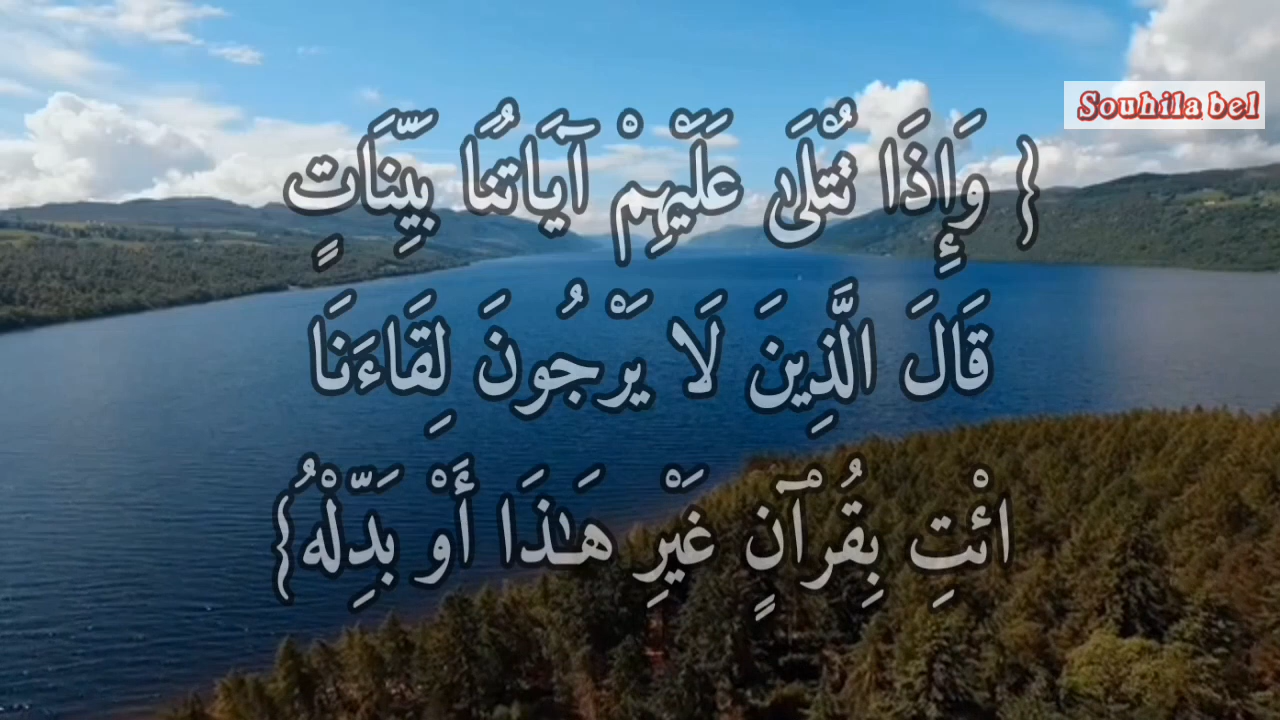 Souhila bel
{ وَإِذَا تُتْلَىٰ عَلَيْهِمْ آيَاتُنَا بَيِّنَاتٍ
قَالَ الَّذِينَ لَا يَرْجُونَ لِقَاءَنَا
ائْتِ بِقُرْآنٍ غَيْرِ هَٰذَا أَوْ بَدِّلْهُ}